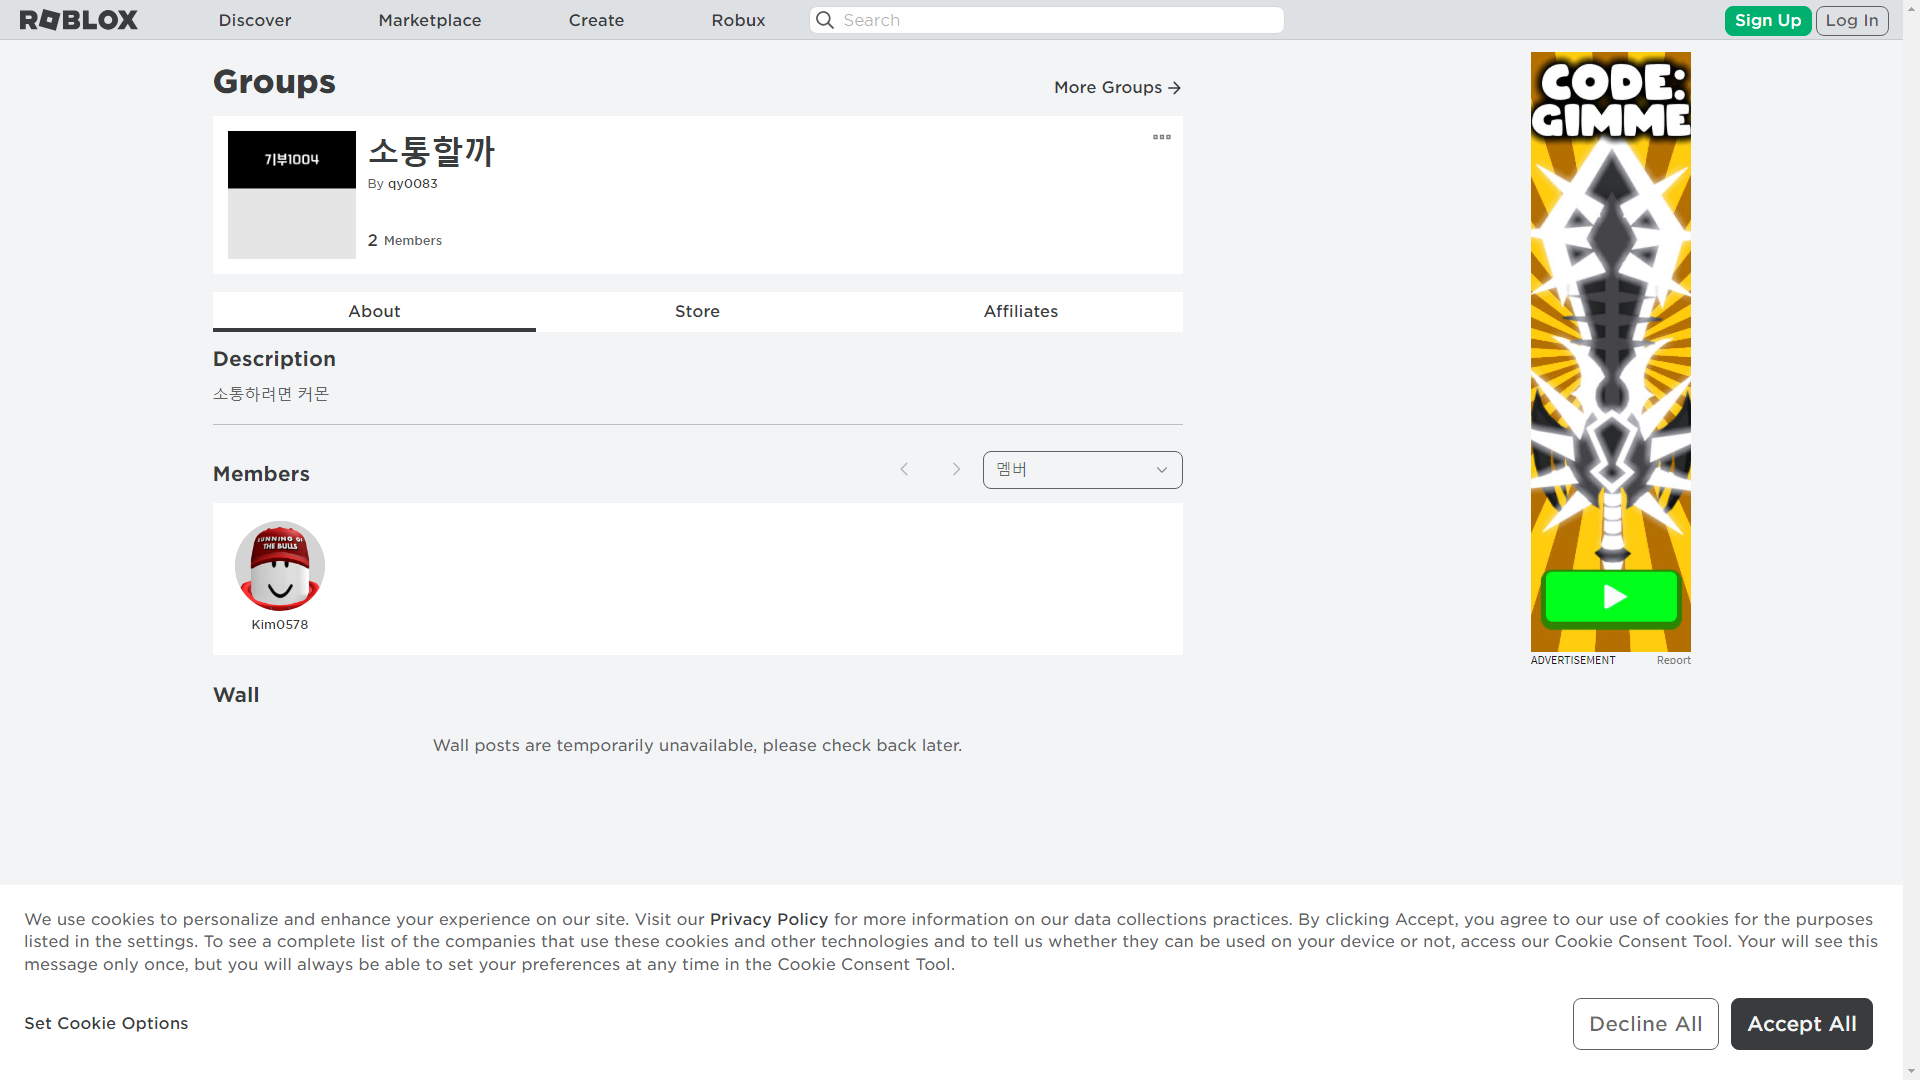 ROBLOX
Discover
Marketplace
Create
Robux
Search
Sign Up
Log In
Groups
More Groups
기부1004
소통할까
By qy0083
2 Members
About
Store
Affiliates
Description
소통하려면 커몬
Members
멤버
RUNNING OF
THE BULLS
Kim0578
Wall
Wall posts are temporarily unavailable, please check back later.
CODE:
GIMME
ADVERTISEMENT
Report
We use cookies to personalize and enhance your experience on our site. Visit our Privacy Policy for more information on our data collections practices. By clicking Accept, you agree to our use of cookies for the purposes
listed in the settings. To see a complete list of the companies that use these cookies and other technologies and to tell us whether they can be used on your device or not, access our Cookie Consent Tool. Your will see this
message only once, but you will always be able to set your preferences at any time in the Cookie Consent Tool.
Set Cookie Options
Decline All
Accept All